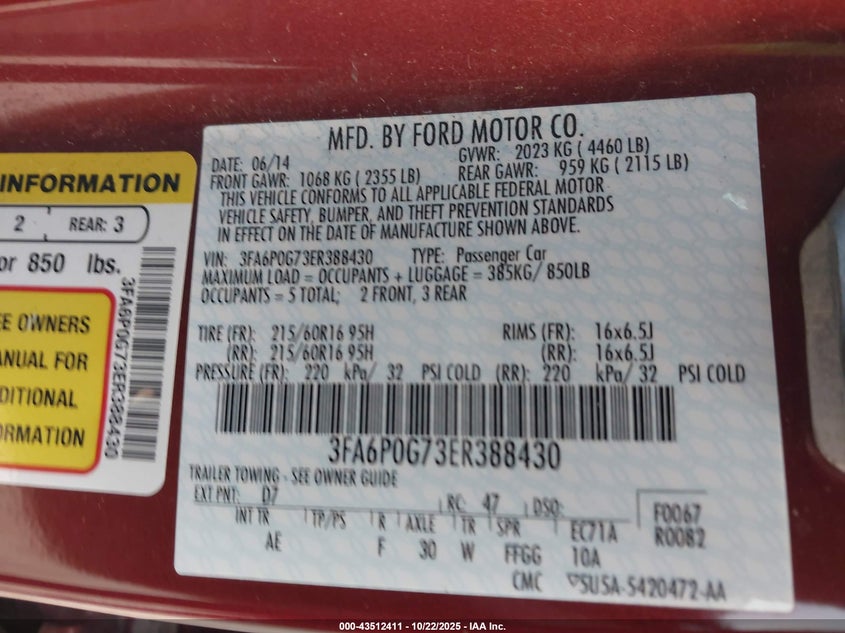 INFORMATION
2 REAR: 3
or 850 lbs.
EE OWNERS
ANUAL FOR
DITIONAL
ORMATION
3FA6P0G73ER388430
MFD. BY FORD MOTOR CO.
DATE: 06/14 GVWR: 2023 KG ( 4460 LB)
FRONT GAWR: 1068 KG ( 2355 LB) REAR GAWR: 959 KG ( 2115 LB)
THIS VEHICLE CONFORMS TO ALL APPLICABLE FEDERAL MOTOR
VEHICLE SAFETY, BUMPER, AND THEFT PREVENTION STANDARDS
IN EFFECT ON THE DATE OF MANUFACTURE SHOWN ABOVE.
VIN: 3FA6P0G73ER388430 TYPE: Passenger Car
MAXIMUM LOAD = OCCUPANTS + LUGGAGE = 385KG/ 850LB
OCCUPANTS = 5 TOTAL; 2 FRONT, 3 REAR
TIRE (FR): 215/60R16 95H RIMS (FR): 16x6.5J
(RR): 215/60R16 95H (RR): 16x6.5J
PRESSURE (FR): 220 kPa/ 32 PSI COLD (RR): 220 kPa/ 32 PSI COLD
3FA6P0G73ER388430
TRAILER TOWING - SEE OWNER GUIDE
EXT PNT: D7 RC: 47 DSO: F0067
INT TR TP/PS R AXLE TR SPR EC71A R0082
AE F 30 W FFGG 10A
CMC SU5A-5420472-AA
000-43512411 - 10/22/2025 - IAA Inc.